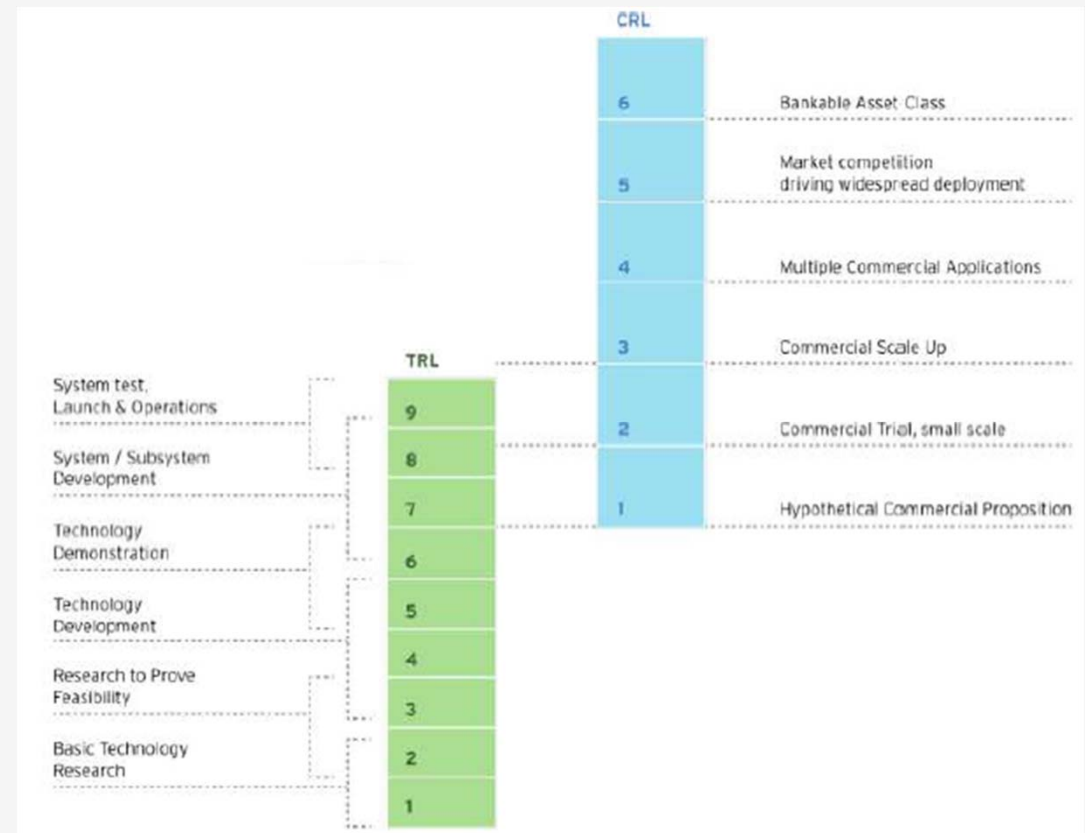 CRL
6
Bankable Asset Class
Market competition
5
driving widespread deployment
4
Multiple Commercial Applications
3
Commercial Scale Up
2
Commercial Trial, small scale
1
Hypothetical Commercial Proposition
TRL
System test,
Launch & Operations
9
System / Subsystem
Development
8
7
Technology
Demonstration
6
Technology
Development
5
4
Research to Prove
Feasibility
3
Basic Technology
Research
2
1